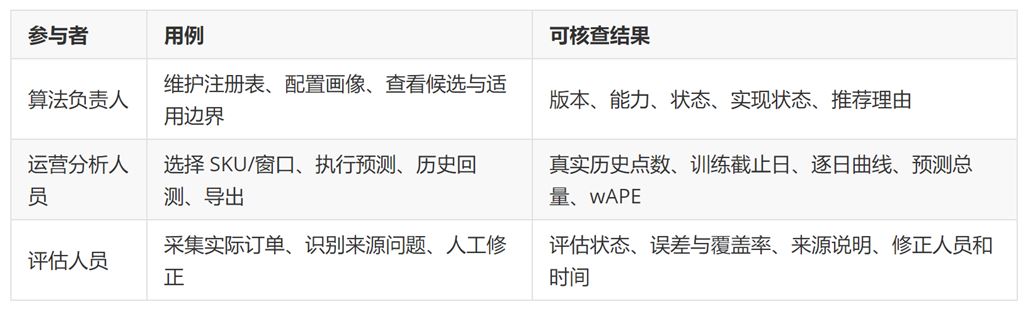 参与者 用例 可核查结果
算法负责人 维护注册表、配置画像、查看候选与适
用边界 版本、能力、状态、实现状态、推荐理由
运营分析人
员 选择 SKU/窗口、执行预测、历史回
测、导出 真实历史点数、训练截止日、逐日曲线、预测总
量、wAPE
评估人员 采集实际订单、识别来源问题、人工修
正 评估状态、误差与覆盖率、来源说明、修正人员和
时间